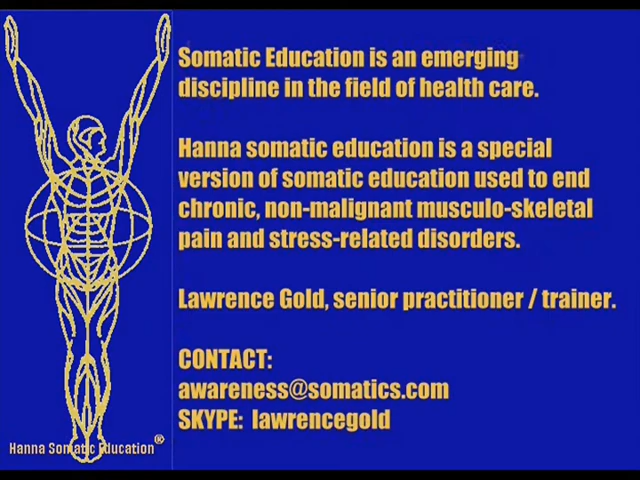 Somatic Education is an emerging
discipline in the field of health care.
Hanna somatic education is a special
version of somatic education used to end
chronic, non-malignant musculo-skeletal
pain and stress-related disorders.
Lawrence Gold, senior practitioner / trainer.
CONTACT:
awareness@somatics.com
SKYPE: lawrencegold
Hanna Somatic Education®